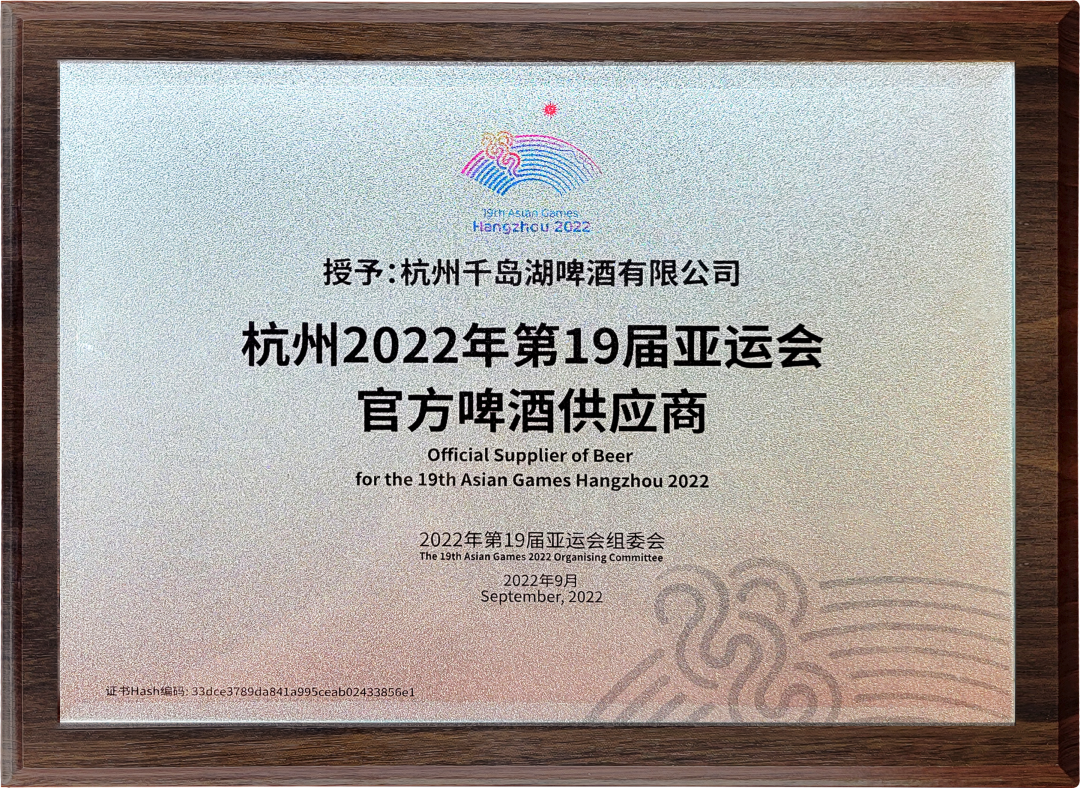 19th Asian Games
Hangzhou 2022
授予:杭州千岛湖啤酒有限公司
杭州2022年第19届亚运会
官方啤酒供应商
Official Supplier of Beer
for the 19th Asian Games Hangzhou 2022
2022年第19届亚运会组委会
The 19th Asian Games 2022 Organising Committee
2022年9月
September, 2022
证书Hash编码: 33dce3789da841a995ceab02433856e1